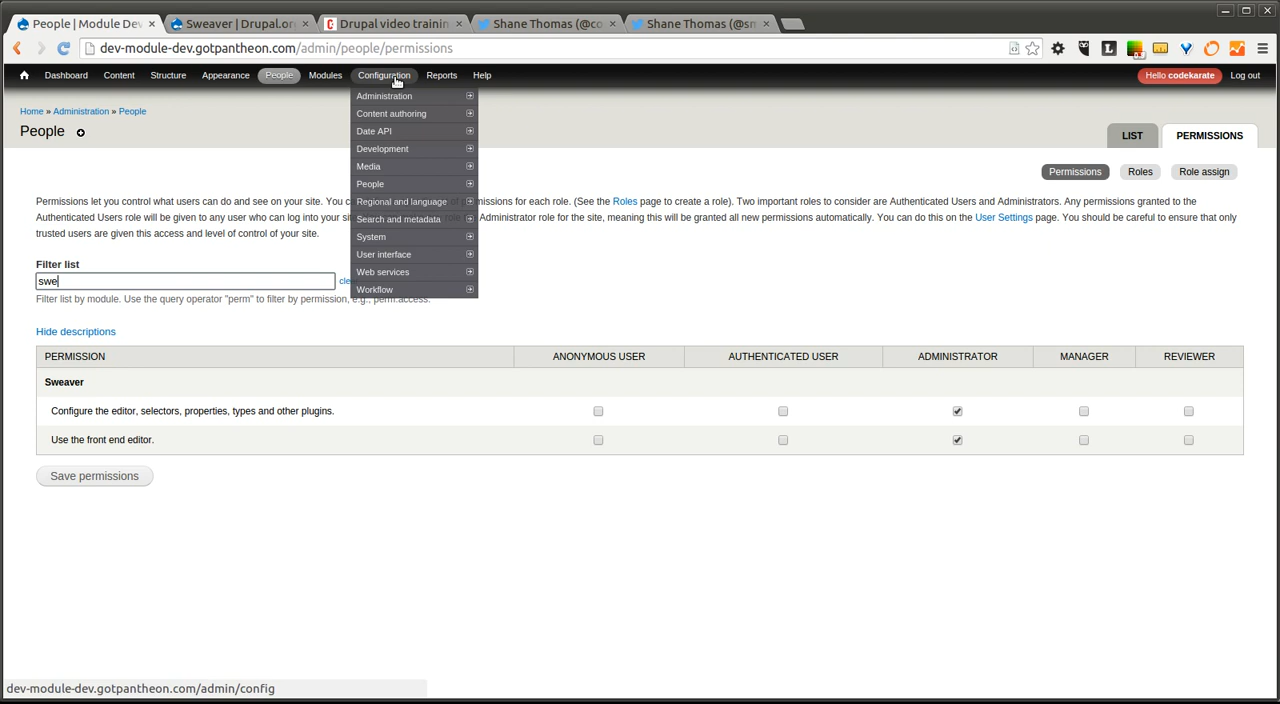 People | Module Dev
Sweaver | Drupal.or
Drupal video trainin
Shane Thomas (@co
Shane Thomas (@sm
dev-module-dev.gotpantheon.com/admin/people/permissions
Dashboard Content Structure Appearance People Modules Configuration Reports Help
Hello codekarate Log out
Home » Administration » People
People
LIST PERMISSIONS
Permissions Roles Role assign
Administration
Content authoring
Date API
Development
Media
People
Regional and language
Search and metadata
System
User interface
Web services
Workflow
Permissions let you control what users can do and see on your site. You c of permissions for each role. (See the Roles page to create a role). Two important roles to consider are Authenticated Users and Administrators. Any permissions granted to the
Authenticated Users role will be given to any user who can log into your si Administrator role for the site, meaning this will be granted all new permissions automatically. You can do this on the User Settings page. You should be careful to ensure that only
trusted users are given this access and level of control of your site.
Filter list
swe
cle
Filter list by module. Use the query operator "perm" to filter by permission, e.g., perm:access.
Hide descriptions
PERMISSION ANONYMOUS USER AUTHENTICATED USER ADMINISTRATOR MANAGER REVIEWER
Sweaver
Configure the editor, selectors, properties, types and other plugins.
Use the front end editor.
Save permissions
dev-module-dev.gotpantheon.com/admin/config